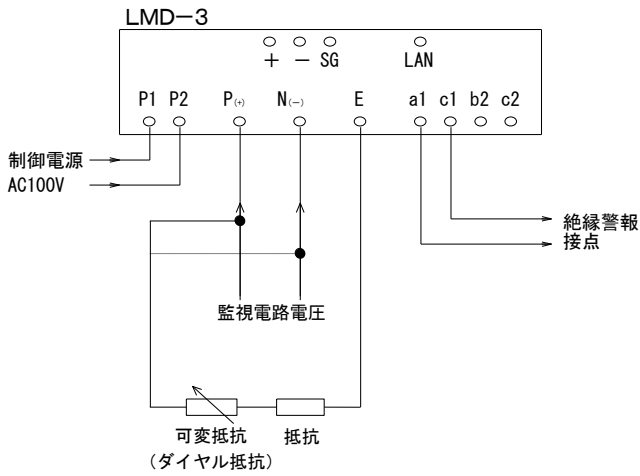 LMD-3
+ - SG LAN
P1 P2 P(+) N(-) E a1 c1 b2 c2
制御電源
AC100V
絶縁警報
接点
監視電路電圧
可変抵抗 抵抗
(ダイヤル抵抗)